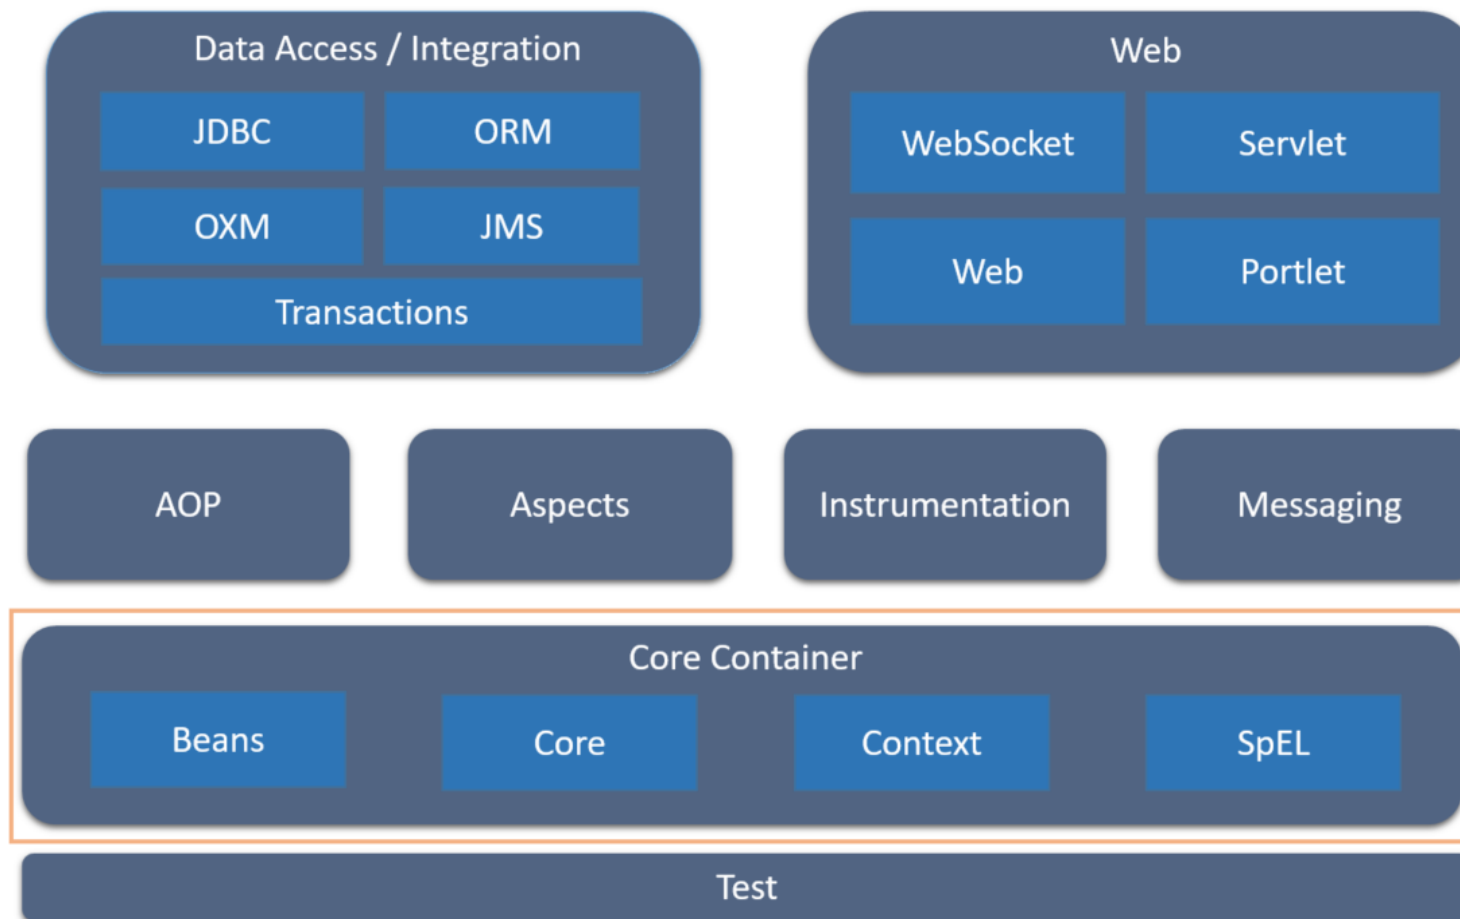 Data Access / Integration
JDBC
ORM
OXM
JMS
Transactions
Web
WebSocket
Servlet
Web
Portlet
AOP
Aspects
Instrumentation
Messaging
Core Container
Beans
Core
Context
SpEL
Test